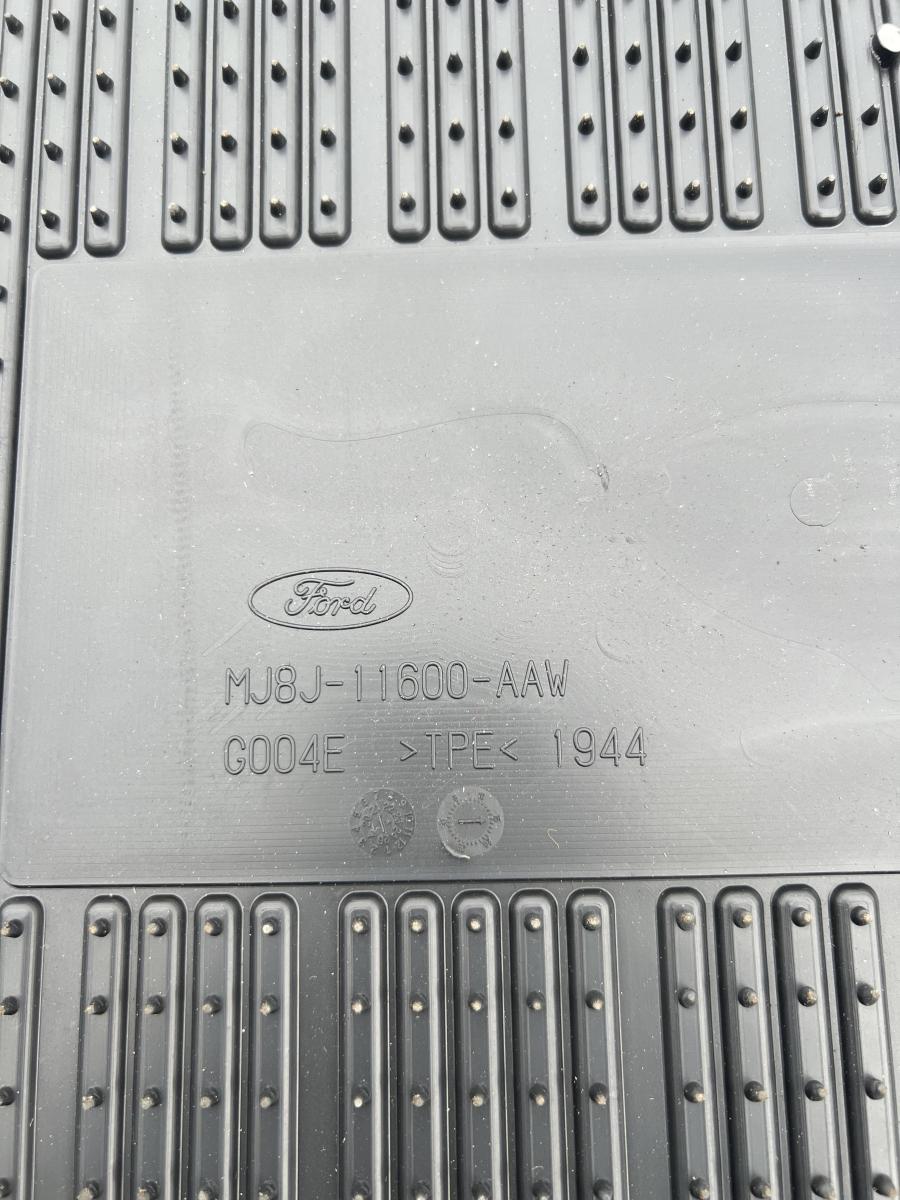 Ford
MJ8J-11600-AAW
G004E >TPE< 1944